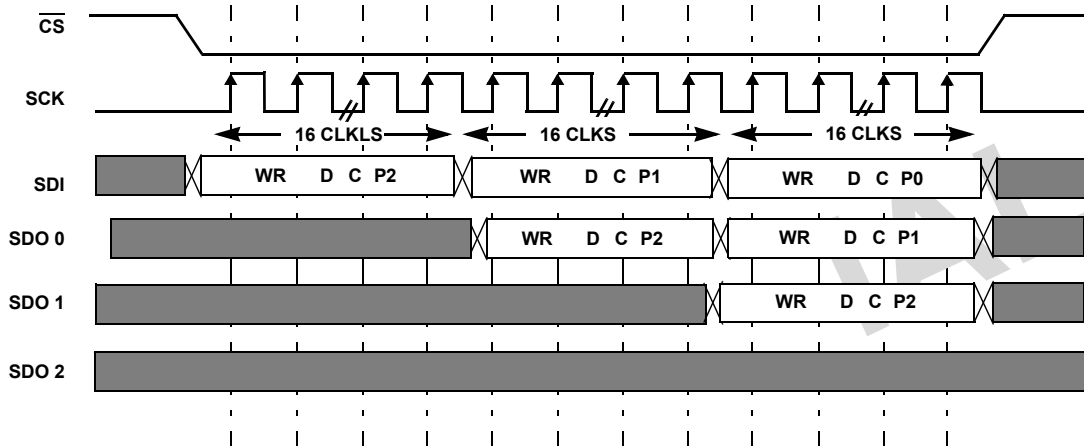 CS
SCK
16 CLKLS 16 CLKS 16 CLKS
SDI WR D C P2 WR D C P1 WR D C P0
SDO 0 WR D C P2 WR D C P1
SDO 1 WR D C P2
SDO 2